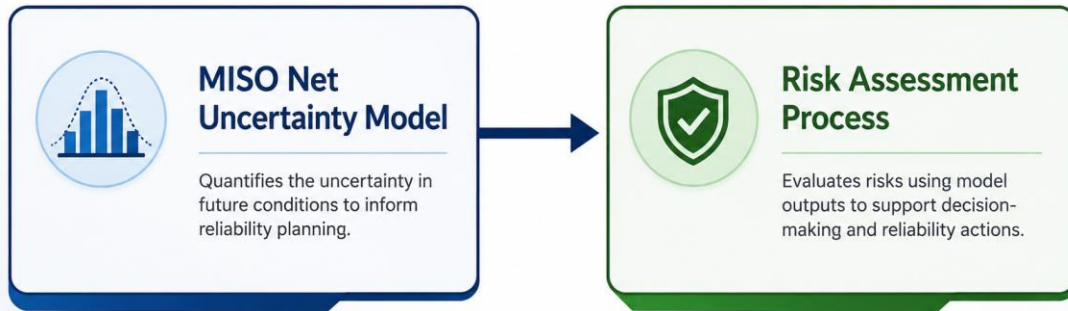 MISO Net
Uncertainty Model
Quantifies the uncertainty in
future conditions to inform
reliability planning.
Risk Assessment
Process
Evaluates risks using model
outputs to support decision-
making and reliability actions.